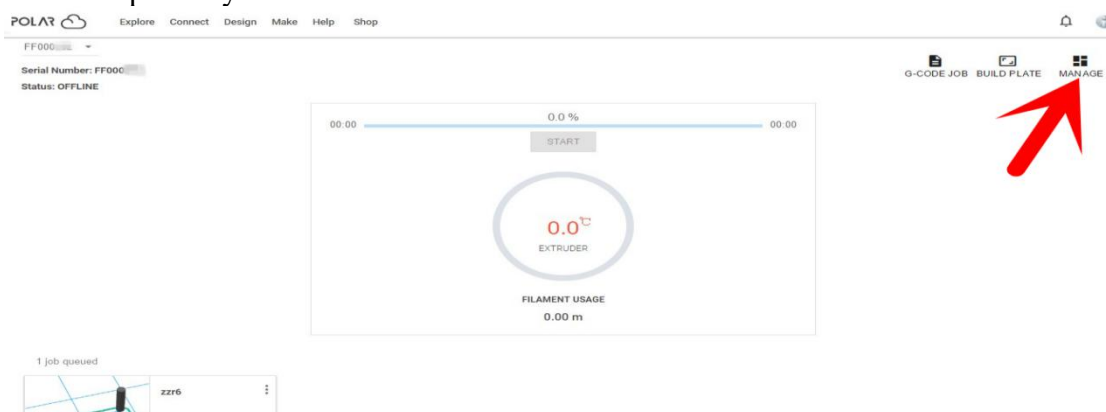 POLAR
Explore Connect Design Make Help Shop
FF000
Serial Number: FF000
Status: OFFLINE
G-CODE JOB BUILD PLATE MANAGE
0.0 %
00:00 00:00
START
0.0℃
EXTRUDER
FILAMENT USAGE
0.00 m
1 job queued
zzr6